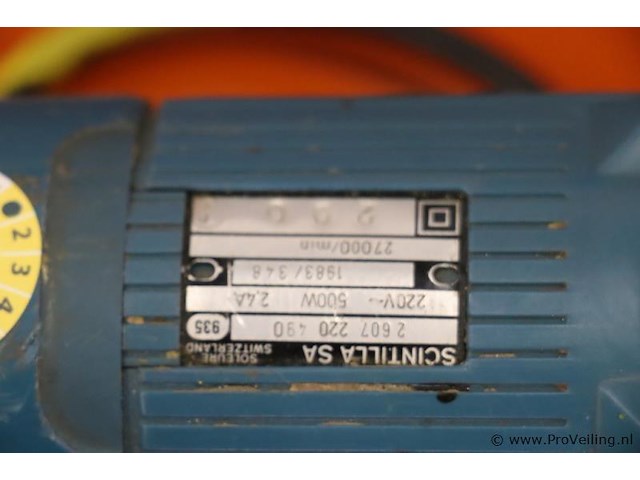 SCINTILLA SA
SOLEURE
SWITZERLAND
2 607 220 490
935
220V~ 500W 2,4A
1983/348
27000/min
2 3 4
© www.ProVeiling.nl